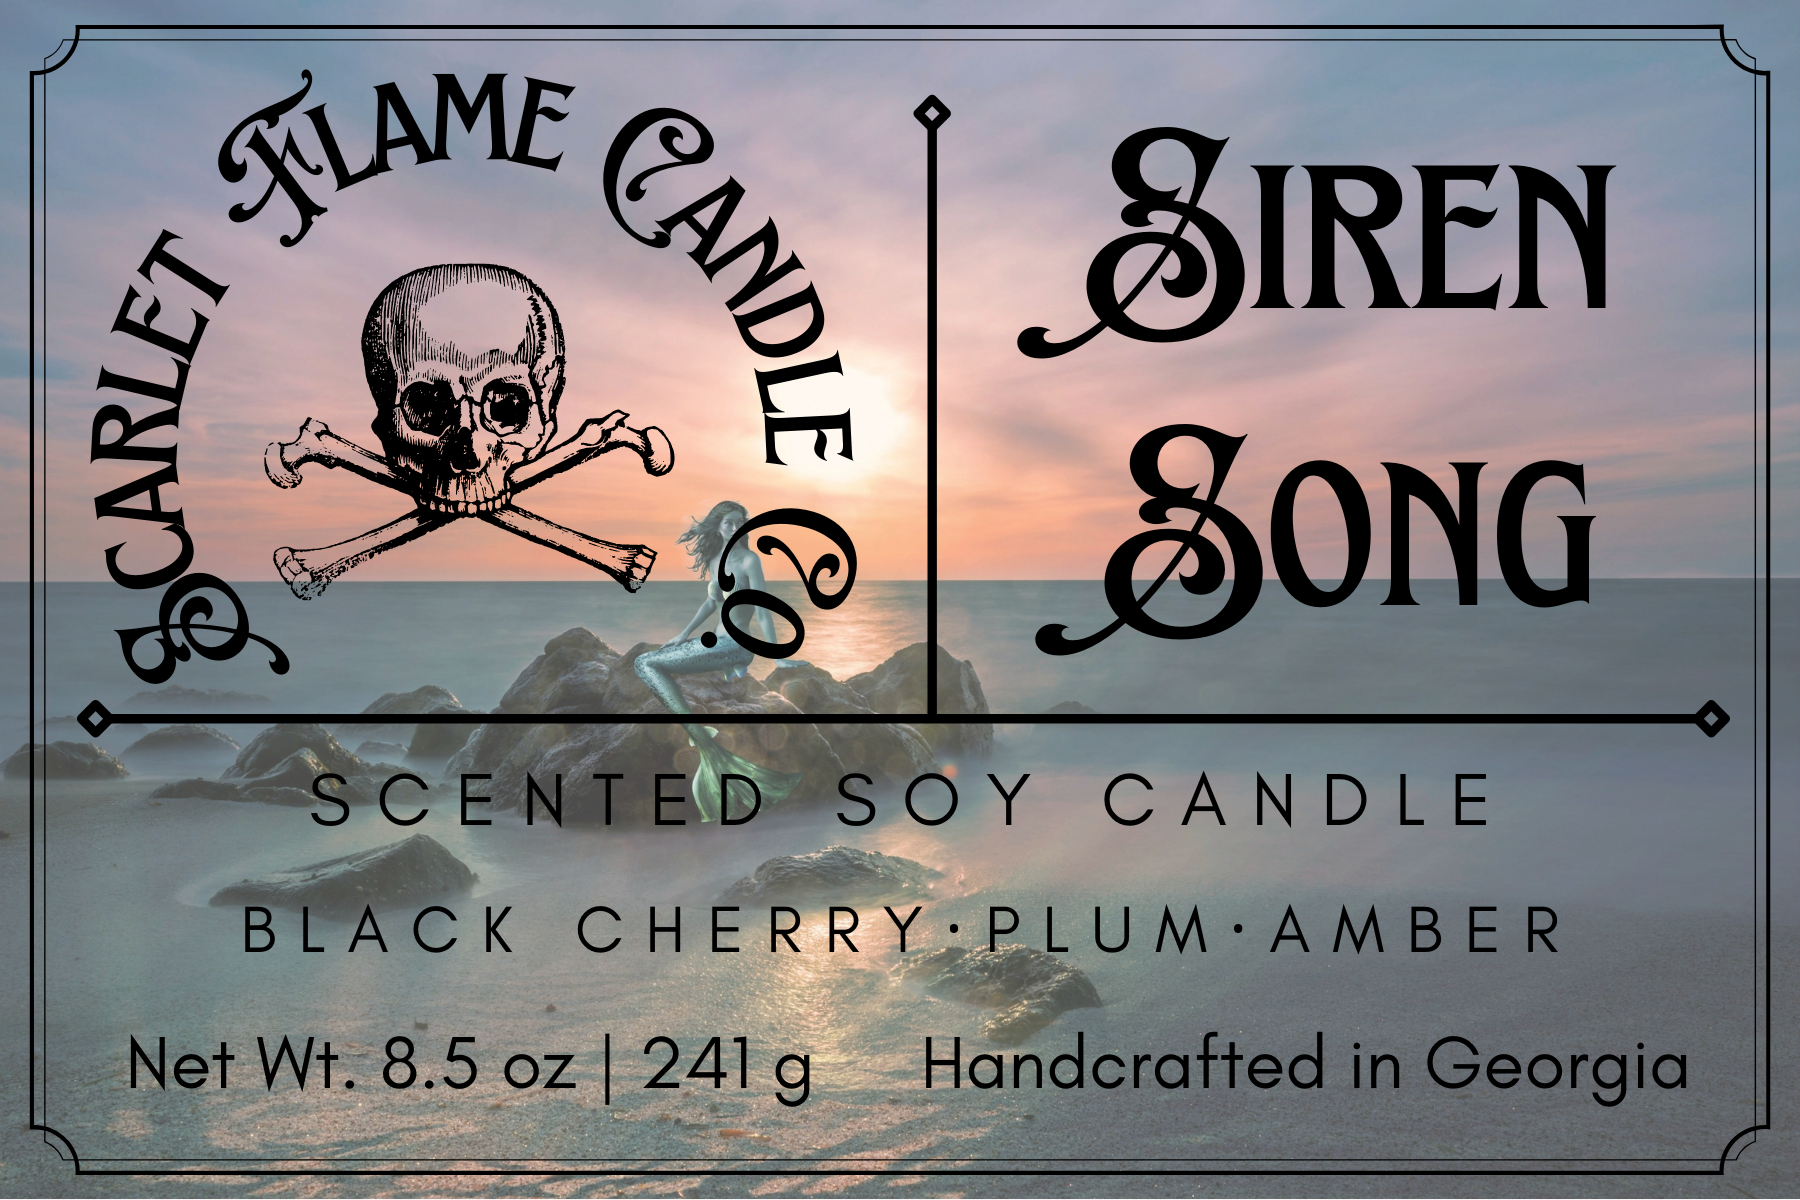 Scarlet Flame Candle Co.
Siren
Song
SCENTED SOY CANDLE
BLACK CHERRY·PLUM·AMBER
Net Wt. 8.5 oz | 241 g
Handcrafted in Georgia